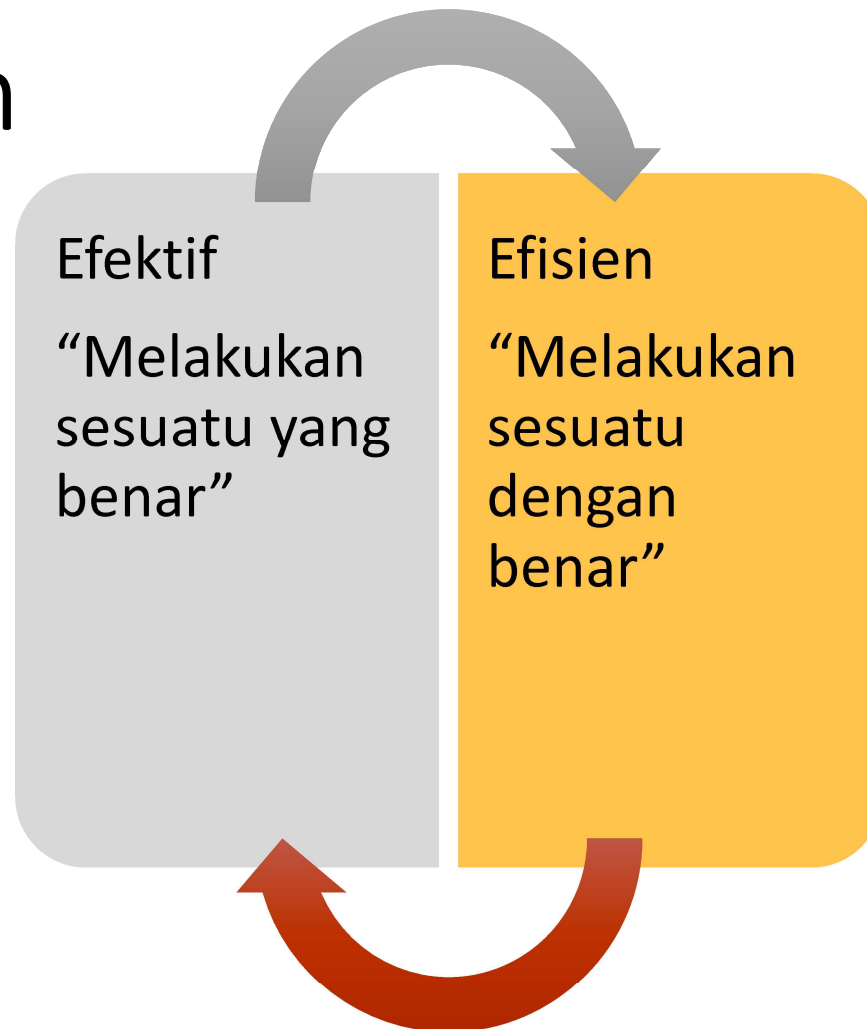 n
Efektif
“Melakukan
sesuatu yang
benar”
Efisien
“Melakukan
sesuatu
dengan
benar”